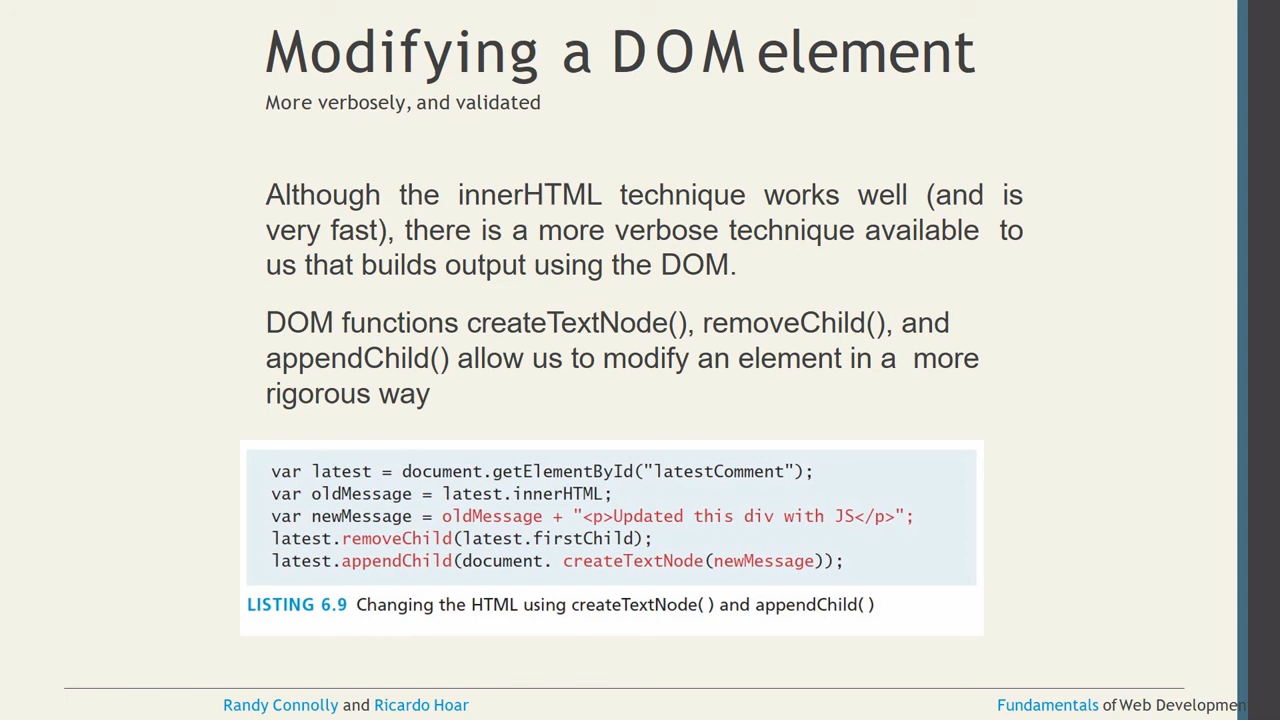 Modifying a DOM element
More verbosely, and validated
Although the innerHTML technique works well (and is
very fast), there is a more verbose technique available to
us that builds output using the DOM.
DOM functions createTextNode(), removeChild(), and
appendChild() allow us to modify an element in a more
rigorous way
var latest = document.getElementById("latestComment");
var oldMessage = latest.innerHTML;
var newMessage = oldMessage + "<p>Updated this div with JS</p>";
latest.removeChild(latest.firstChild);
latest.appendChild(document. createTextNode(newMessage));
LISTING 6.9 Changing the HTML using createTextNode( ) and appendChild( )
Randy Connolly and Ricardo Hoar
Fundamentals of Web Developmen